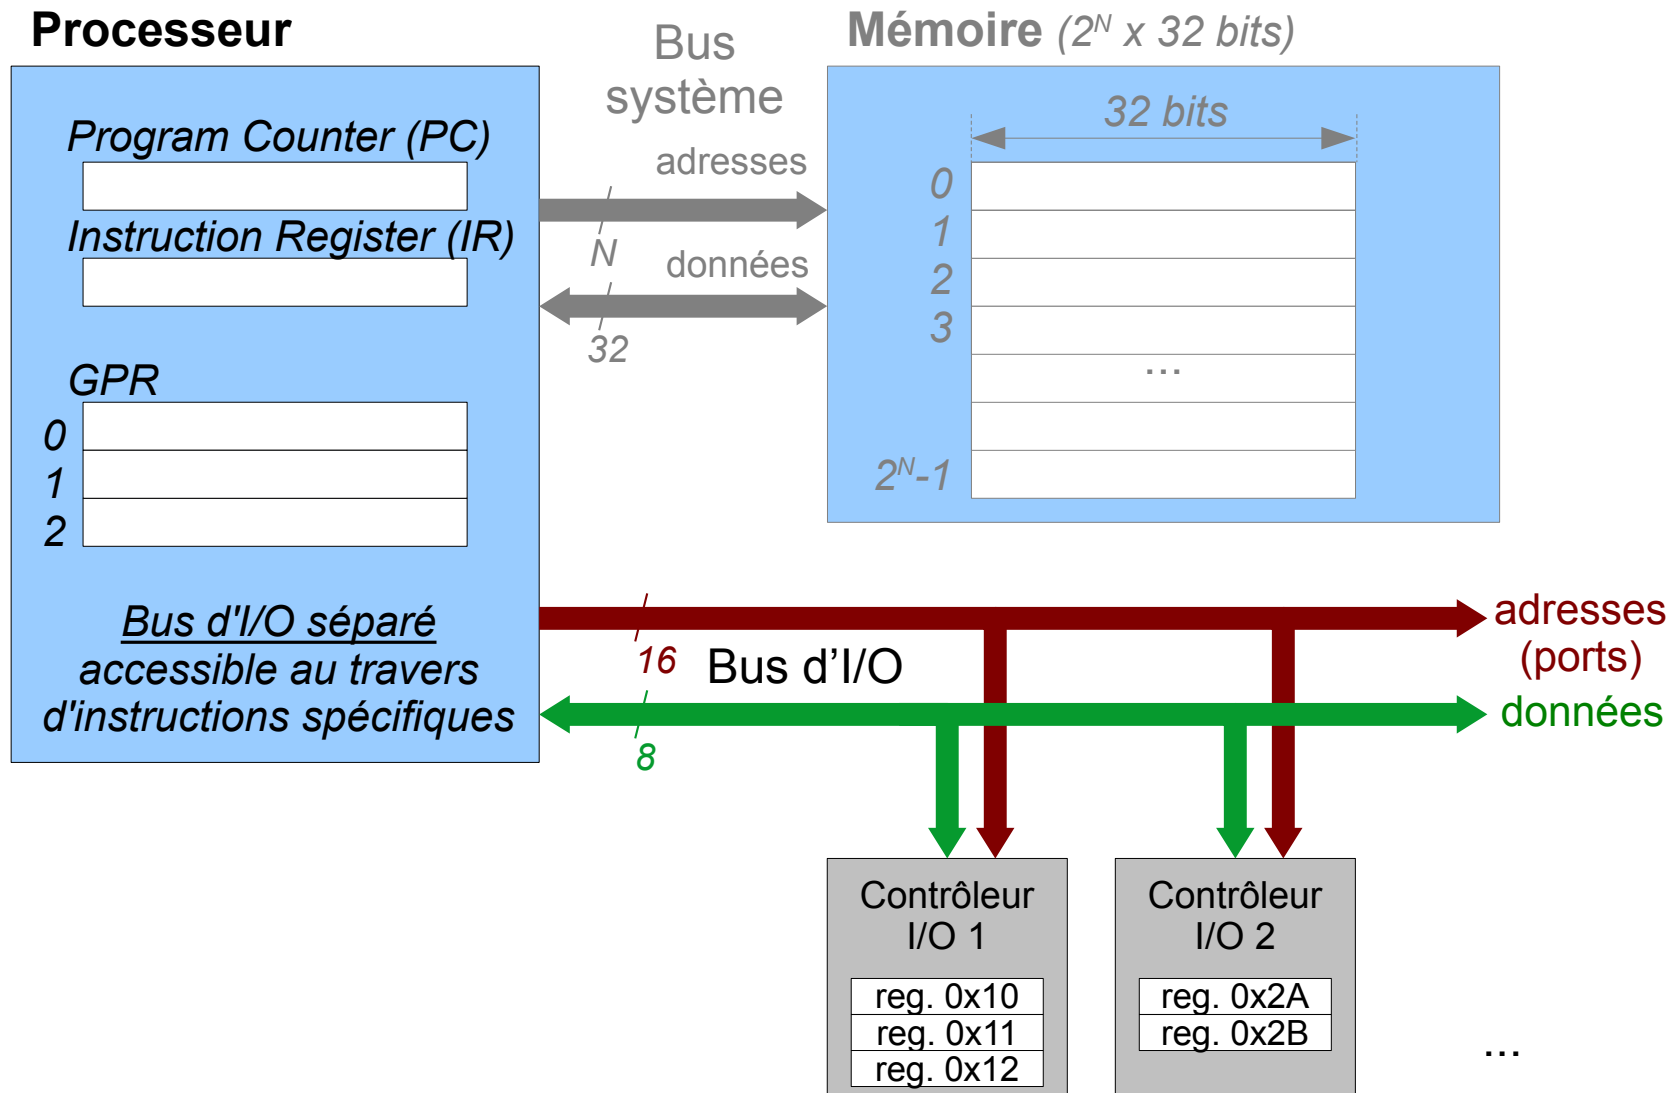 Processeur
Bus
système
Mémoire (2^N x 32 bits)
Program Counter (PC)
Instruction Register (IR)
GPR
0
1
2
Bus d'I/O séparé
accessible au travers
d'instructions spécifiques
adresses
N
données
32
32 bits
0
1
2
3
...
2^N-1
16
Bus d’I/O
8
adresses
(ports)
données
Contrôleur
I/O 1
reg. 0x10
reg. 0x11
reg. 0x12
Contrôleur
I/O 2
reg. 0x2A
reg. 0x2B
...